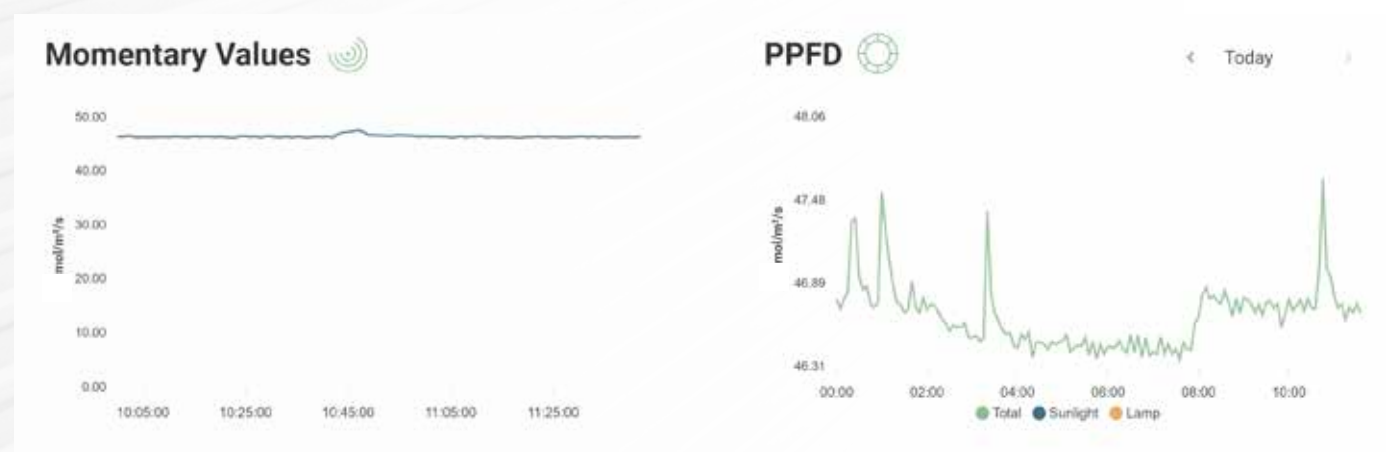 Momentary Values
50.00
40.00
30.00
20.00
10.00
0.00
mol/m²/s
10:05:00 10:25:00 10:45:00 11:05:00 11:25:00
PPFD
< Today >
48.06
47.48
46.89
46.31
mol/m²/s
00:00 02:00 04:00 06:00 08:00 10:00
Total Sunlight Lamp